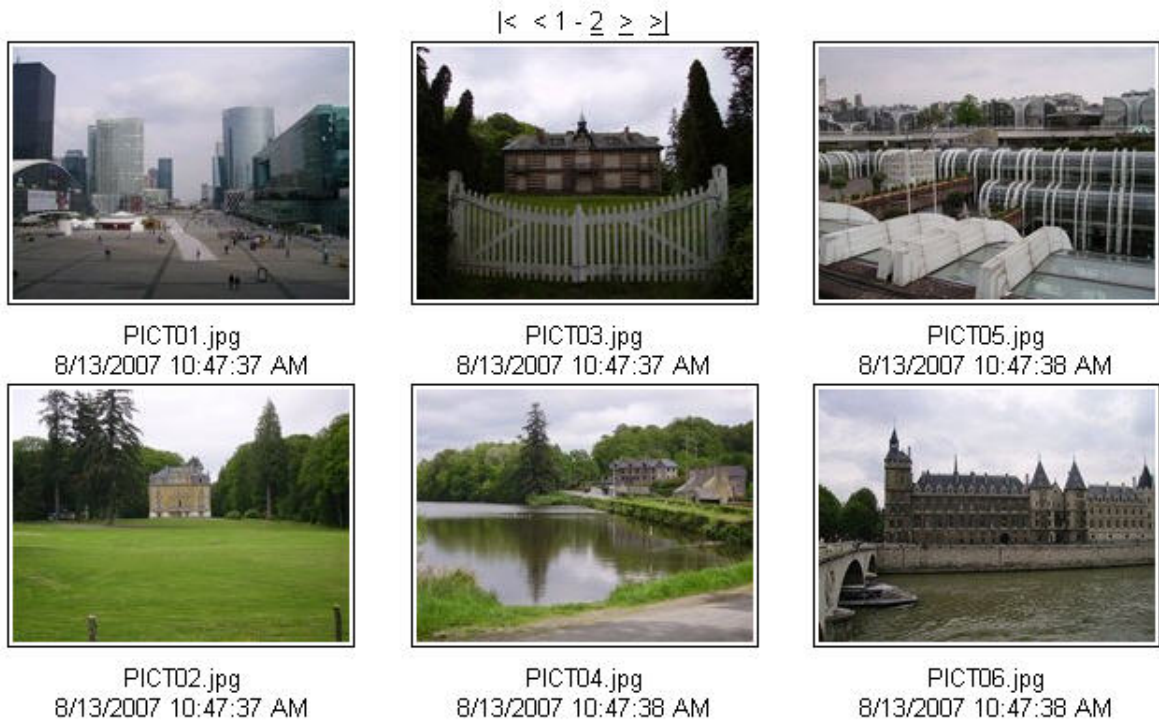 |< < 1 - 2 > >|
PICT01.jpg
8/13/2007 10:47:37 AM
PICT03.jpg
8/13/2007 10:47:37 AM
PICT05.jpg
8/13/2007 10:47:38 AM
PICT02.jpg
8/13/2007 10:47:37 AM
PICT04.jpg
8/13/2007 10:47:38 AM
PICT06.jpg
8/13/2007 10:47:38 AM